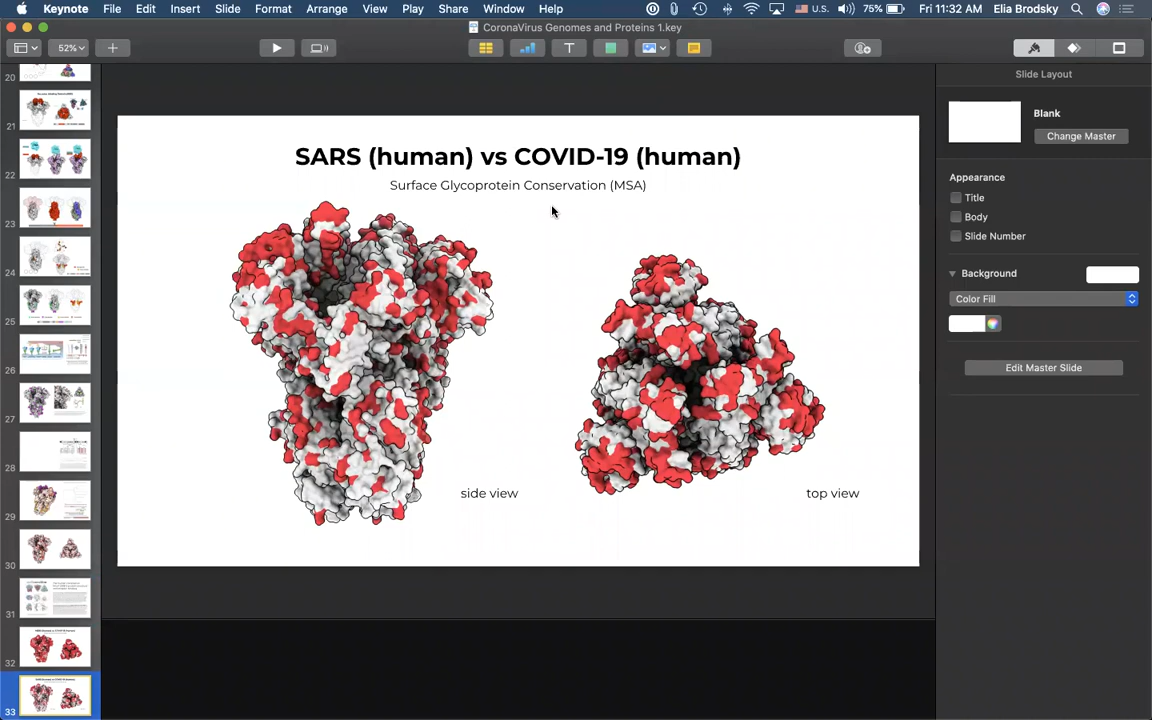 Keynote File Edit Insert Slide Format Arrange View Play Share Window Help U.S. 75% Fri 11:32 AM Elia Brodsky
CoronaVirus Genomes and Proteins 1.key
52%
Slide Layout
Blank
Change Master
Appearance
Title
Body
Slide Number
Background
Color Fill
Edit Master Slide
20
21
22
23
24
25
26
27
28
29
30
31
32
33
SARS (human) vs COVID-19 (human)
Surface Glycoprotein Conservation (MSA)
side view
top view